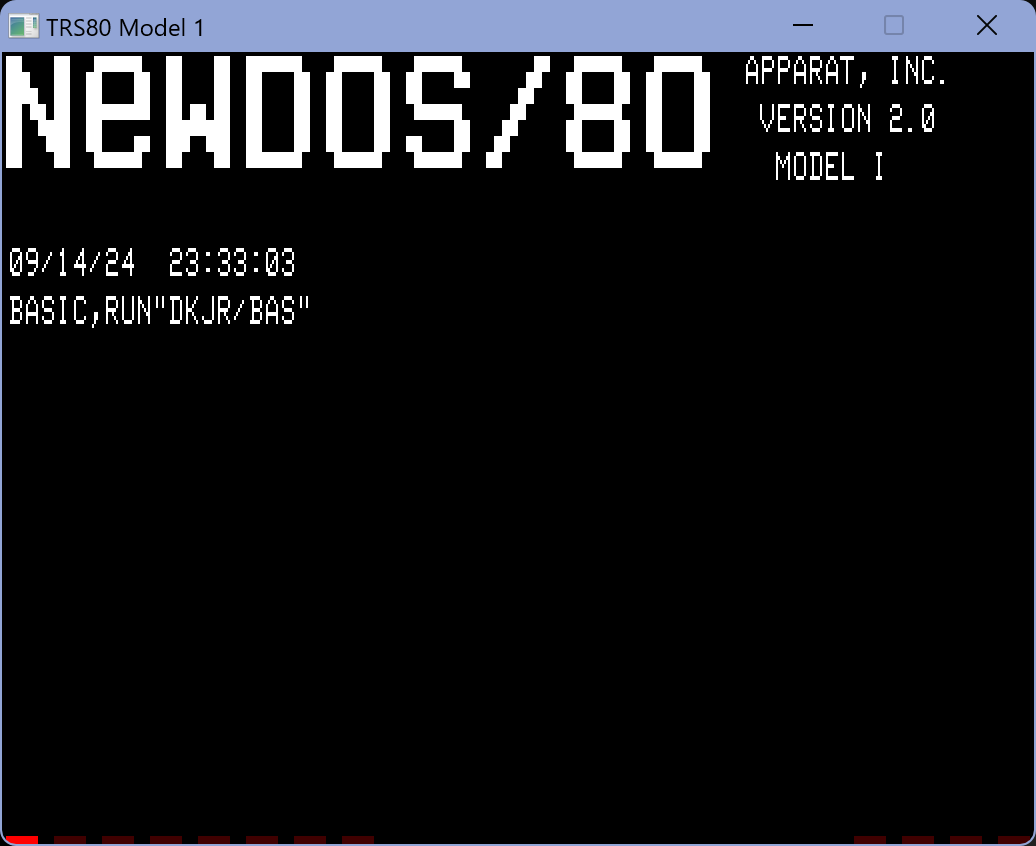 TRS80 Model 1
NeWDOS/80
APPARAT, INC.
VERSION 2.0
MODEL I
09/14/24  23:33:03
BASIC,RUN"DKJR/BAS"